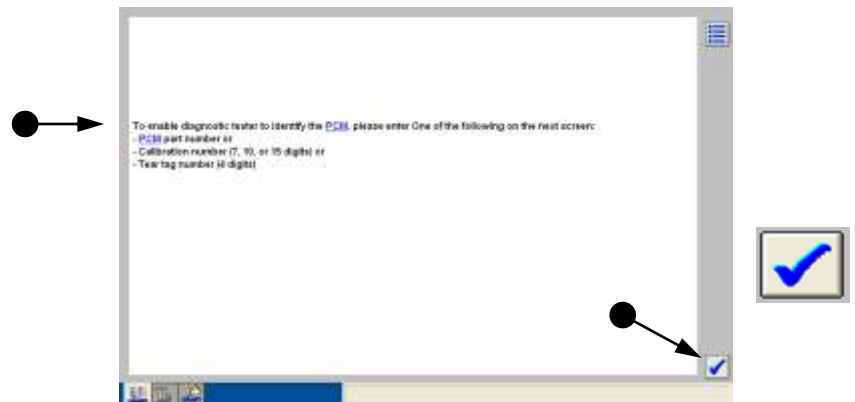 To enable diagnostic tester to identify the PCM, please enter One of the following on the next screen:
- PCM part number or
- Calibration number (7, 10, or 15 digits) or
- Tear tag number (4 digits)